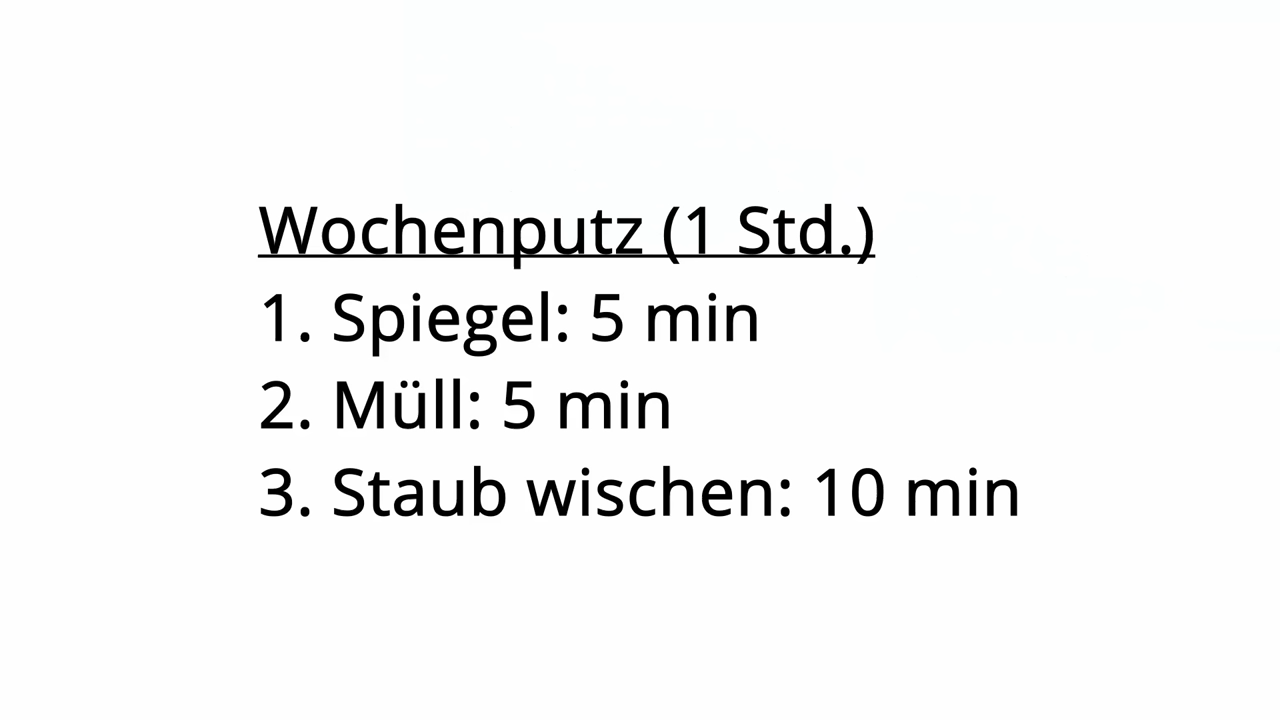 Wochenputz (1 Std.)
1. Spiegel: 5 min
2. Müll: 5 min
3. Staub wischen: 10 min